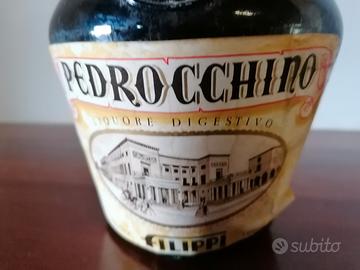 PEDROCCHINO
LIQUORE DIGESTIVO
FILIPPI
subito